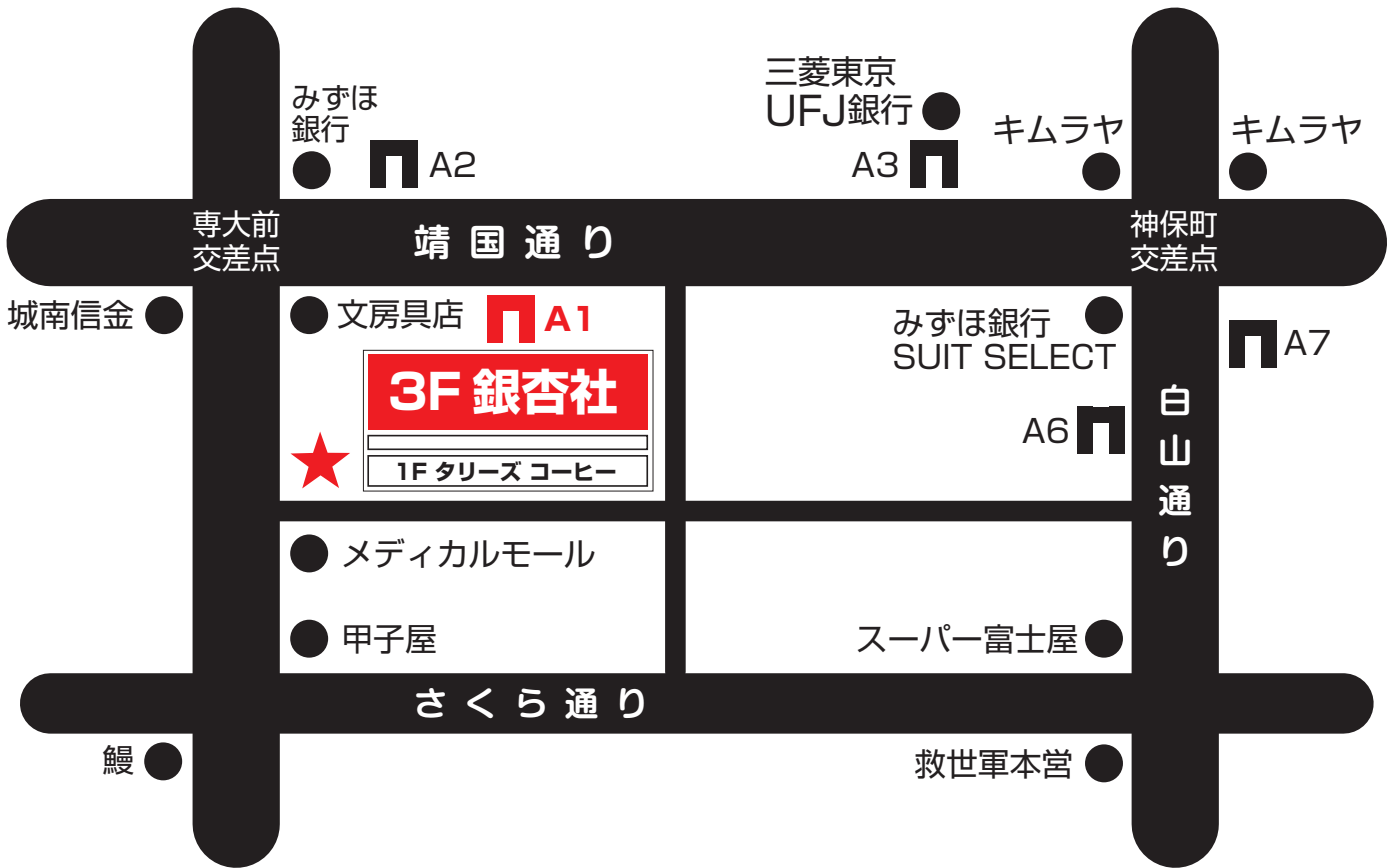 みずほ
銀行
A2
三菱東京
UFJ銀行
A3
キムラヤ
キムラヤ
専大前
交差点
靖国通り
神保町
交差点
城南信金
文房具店
A1
みずほ銀行
SUIT SELECT
A7
3F 銀杏社
1F タリーズ コーヒー
A6
白山通り
メディカルモール
甲子屋
スーパー富士屋
さくら通り
鰻
救世軍本営